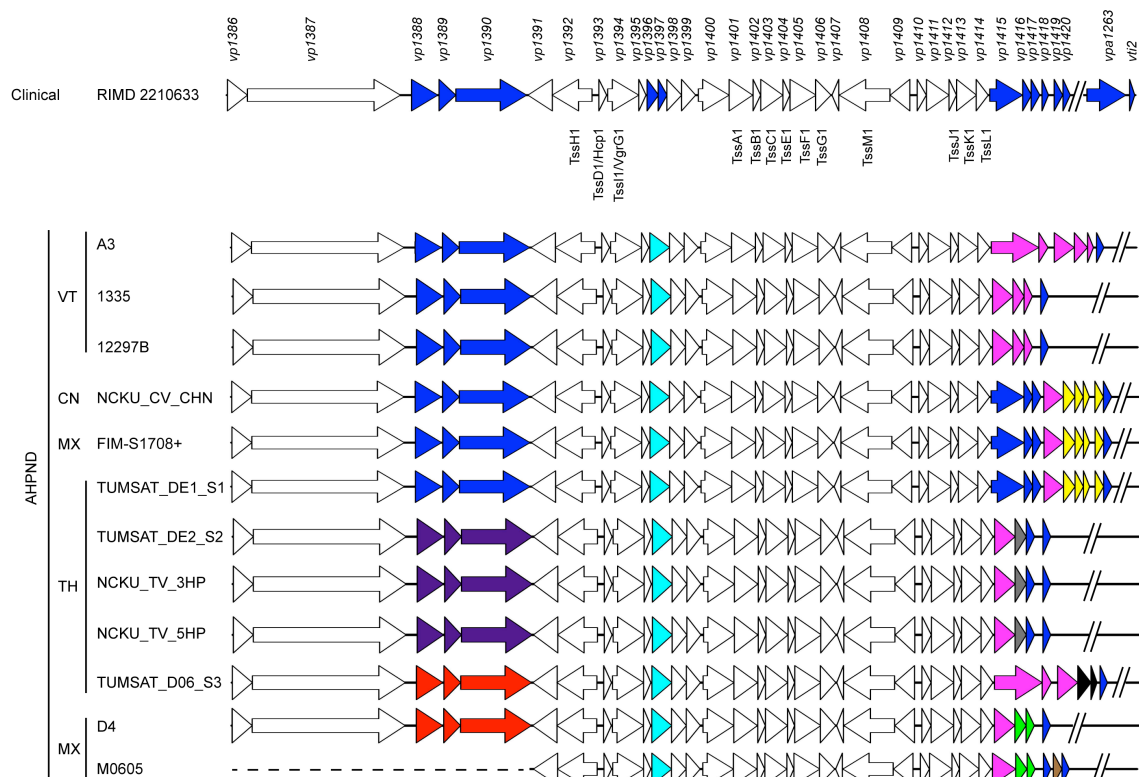 vp1386
vp1387
vp1388
vp1389
vp1390
vp1391
vp1392
vp1393
vp1394
vp1395
vp1396
vp1397
vp1398
vp1399
vp1400
vp1401
vp1402
vp1403
vp1404
vp1405
vp1406
vp1407
vp1408
vp1409
vp1410
vp1411
vp1412
vp1413
vp1414
vp1415
vp1416
vp1417
vp1418
vp1419
vp1420
vpa1263
vti2
Clinical RIMD 2210633
TssH1
TssD1/Hcp1
TssI1/VgrG1
TssA1
TssB1
TssC1
TssE1
TssF1
TssG1
TssM1
TssJ1
TssK1
TssL1
AHPND
VT
A3
1335
12297B
CN NCKU_CV_CHN
MX FIM-S1708+
TH
TUMSAT_DE1_S1
TUMSAT_DE2_S2
NCKU_TV_3HP
NCKU_TV_5HP
TUMSAT_D06_S3
MX
D4
M0605